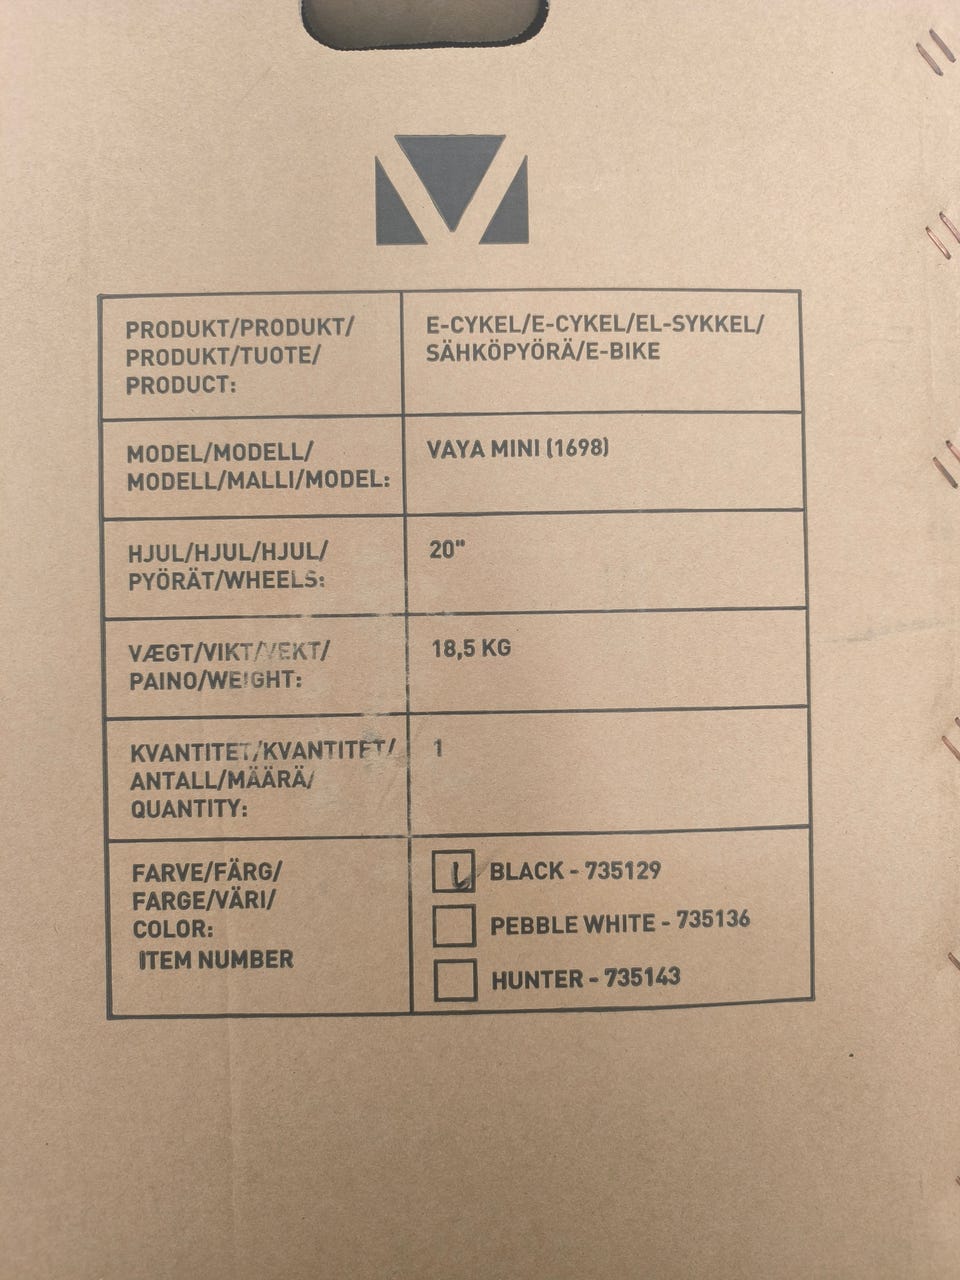 PRODUKT/PRODUKT/
PRODUKT/TUOTE/
PRODUCT:
E-CYKEL/E-CYKEL/EL-SYKKEL/
SÄHKÖPYÖRÄ/E-BIKE
MODEL/MODELL/
MODELL/MALLI/MODEL:
VAYA MINI (1698)
HJUL/HJUL/HJUL/
PYÖRÄT/WHEELS:
20"
VÆGT/VIKT/VEKT/
PAINO/WEIGHT:
18,5 KG
KVANTITET/KVANTITET/
ANTALL/MÄÄRÄ/
QUANTITY:
1
FARVE/FÄRG/
FARGE/VÄRI/
COLOR:
ITEM NUMBER
BLACK - 735129
PEBBLE WHITE - 735136
HUNTER - 735143